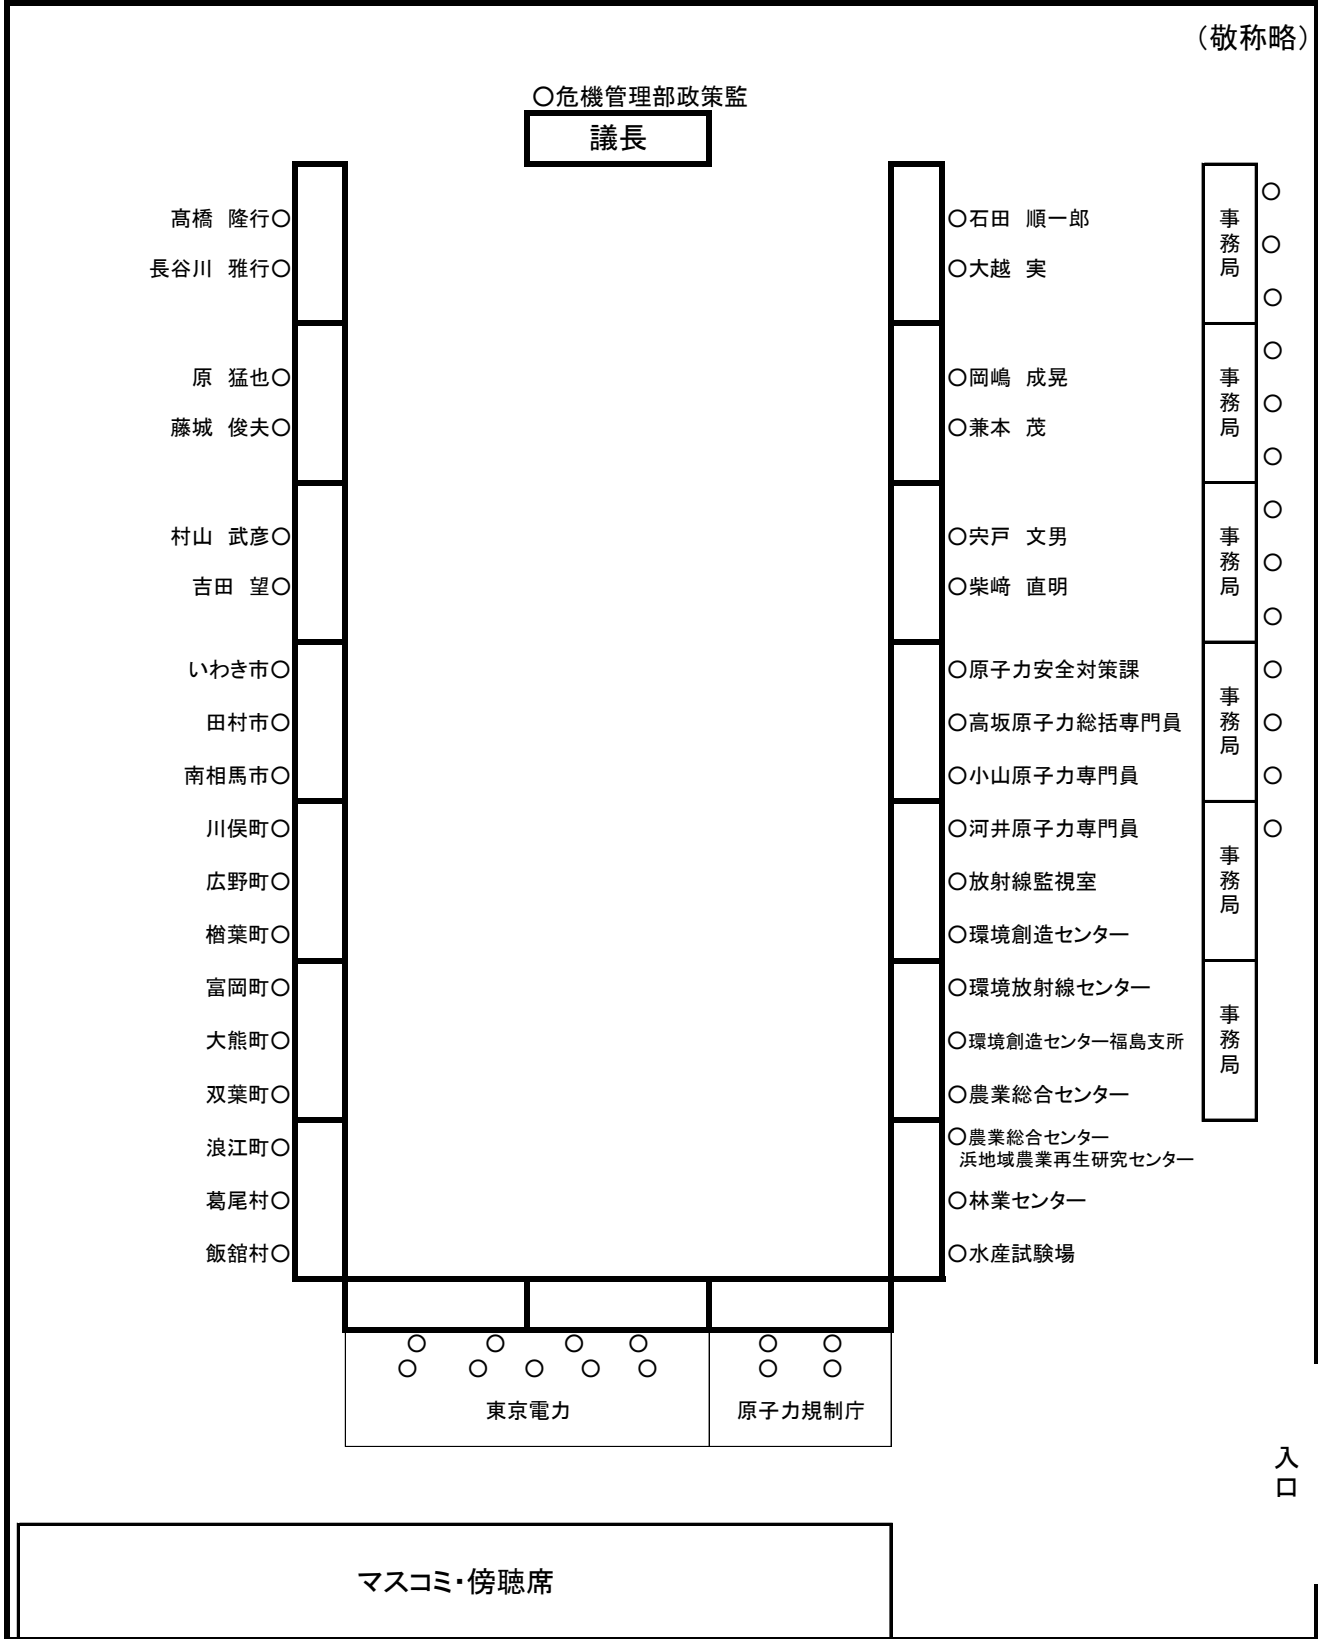 （敬称略）
○危機管理部政策監
議長
髙橋　隆行○
長谷川　雅行○
原　猛也○
藤城　俊夫○
村山　武彦○
吉田　望○
いわき市○
田村市○
南相馬市○
川俣町○
広野町○
楢葉町○
富岡町○
大熊町○
双葉町○
浪江町○
葛尾村○
飯舘村○
○石田　順一郎
○大越　実
○岡嶋　成晃
○兼本　茂
○宍戸　文男
○柴﨑　直明
○原子力安全対策課
○高坂原子力総括専門員
○小山原子力専門員
○河井原子力専門員
○放射線監視室
○環境創造センター
○環境放射線センター
○環境創造センター福島支所
○農業総合センター
○農業総合センター
浜地域農業再生研究センター
○林業センター
○水産試験場
事務局
事務局
事務局
事務局
事務局
事務局
東京電力
原子力規制庁
入口
マスコミ・傍聴席